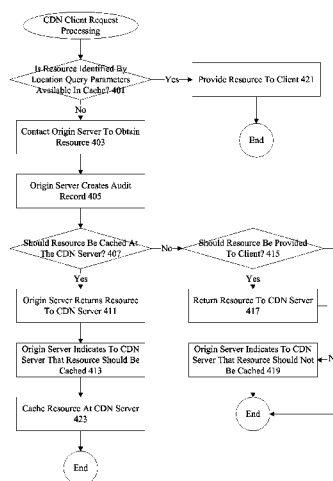 CDN Client Request
Processing
Is Resource Identified By
Location Query Parameters
Available In Cache? 401
Yes
Provide Resource To Client 421
No
End
Contact Origin Server To Obtain
Resource 403
Origin Server Creates Audit
Record 405
Should Resource Be Cached At
The CDN Server? 407
No
Should Resource Be Provided
To Client? 415
Yes
Yes
Origin Server Returns Resource
To CDN Server 411
Return Resource To CDN Server
417
Origin Server Indicates To CDN
Server That Resource Should Be
Cached 413
Origin Server Indicates To CDN
Server That Resource Should Not
Be Cached 419
Cache Resource At CDN Server
423
End
End